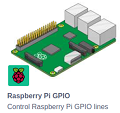 Raspberry Pi GPIO
Control Raspberry Pi GPIO lines